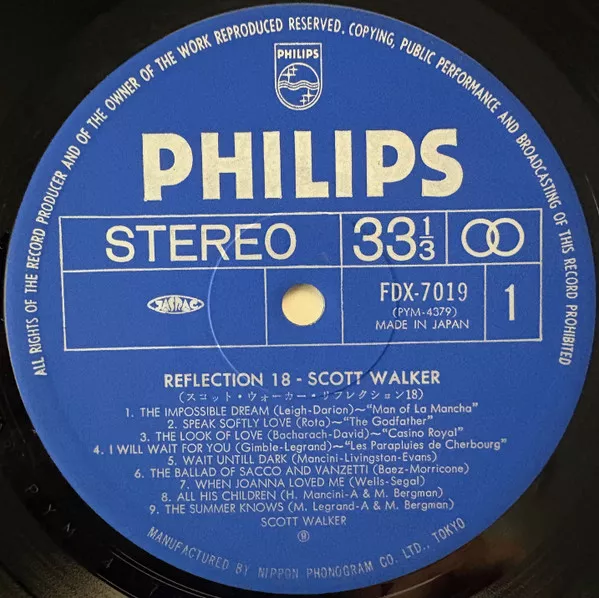 ALL RIGHTS OF THE RECORD PRODUCER AND OF THE OWNER OF THE WORK REPRODUCED RESERVED. COPYING, PUBLIC PERFORMANCE AND BROADCASTING OF THIS RECORD PROHIBITED
PHILIPS
PHILIPS
STEREO
33 1/3
JASRAC
FDX-7019
(PYM-4379)
MADE IN JAPAN
1
REFLECTION 18 - SCOTT WALKER
(スコット・ウォーカー・リフレクション18)
1. THE IMPOSSIBLE DREAM (Leigh-Darion)～“Man of La Mancha”
2. SPEAK SOFTLY LOVE (Rota)～“The Godfather”
3. THE LOOK OF LOVE (Bacharach-David)～“Casino Royal”
4. I WILL WAIT FOR YOU (Gimble-Legrand)～“Les Parapluies de Cherbourg”
5. WAIT UNTILL DARK (Mancini-Livingston-Evans)
6. THE BALLAD OF SACCO AND VANZETTI (Baez-Morricone)
7. WHEN JOANNA LOVED ME (Wells-Segal)
8. ALL HIS CHILDREN (H. Mancini-A & M. Bergman)
9. THE SUMMER KNOWS (M. Legrand-A & M. Bergman)
SCOTT WALKER
MANUFACTURED BY NIPPON PHONOGRAM CO. LTD., TOKYO